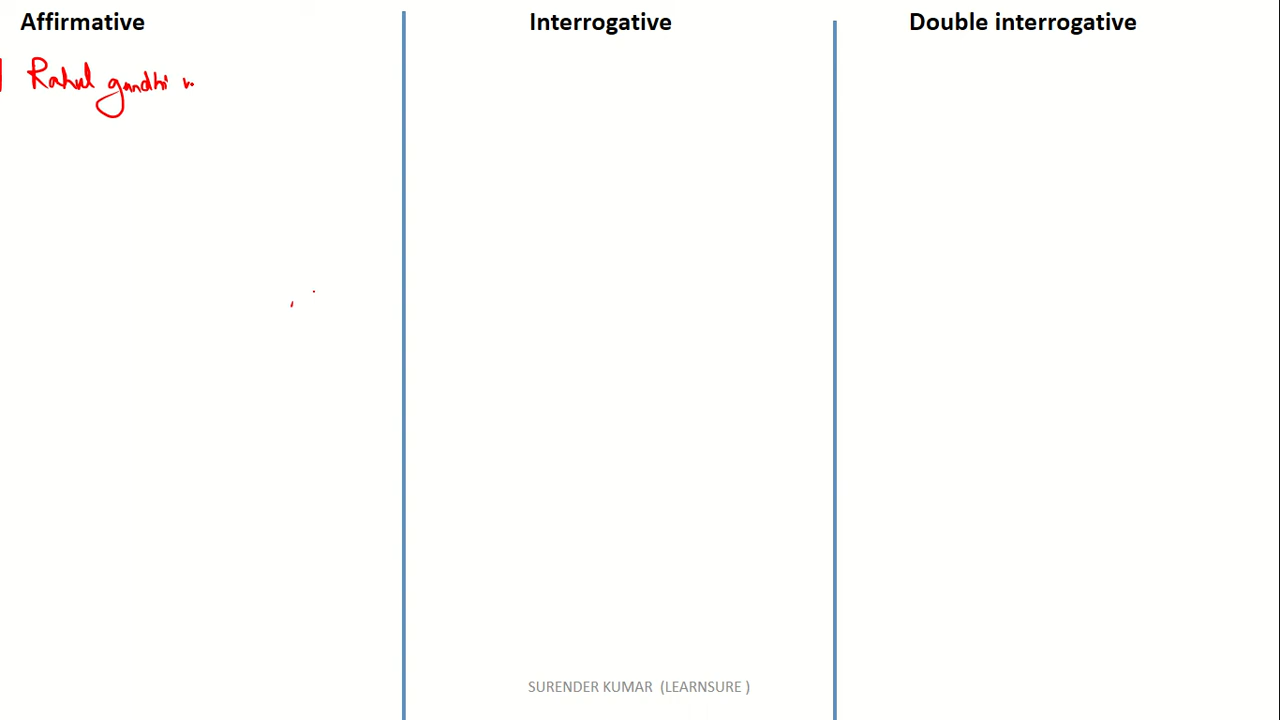 Affirmative
Interrogative
Double interrogative
Rahul gandhi
SURENDER KUMAR (LEARNSURE )